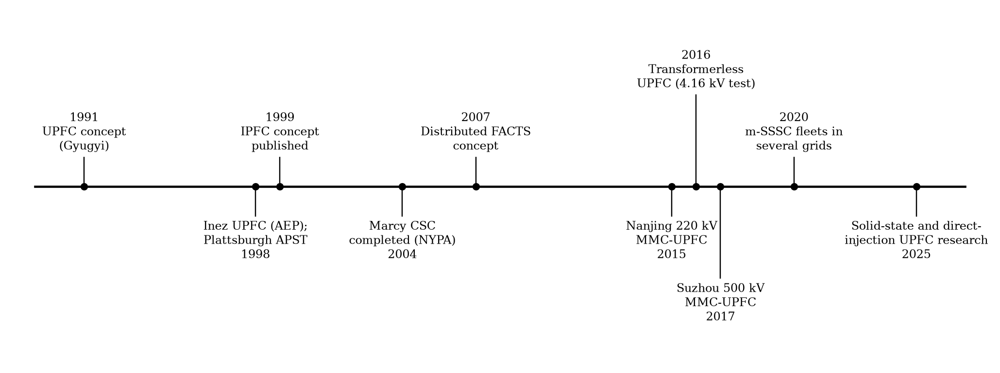 1991
UPFC concept
(Gyugyi)
Inez UPFC (AEP);
Plattsburgh APST
1998
1999
IPFC concept
published
Marcy CSC
completed (NYPA)
2004
2007
Distributed FACTS
concept
Nanjing 220 kV
MMC-UPFC
2015
2016
Transformerless
UPFC (4.16 kV test)
Suzhou 500 kV
MMC-UPFC
2017
2020
m-SSSC fleets in
several grids
Solid-state and direct-
injection UPFC research
2025